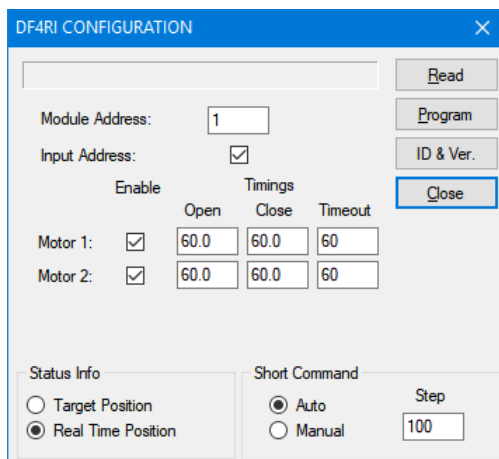 DF4RI CONFIGURATION
Read
Module Address: 1
Program
Input Address:
ID & Ver.
Enable Timings
Close
Open Close Timeout
Motor 1: 60.0 60.0 60
Motor 2: 60.0 60.0 60
Status Info Short Command
Target Position Auto Step
Real Time Position Manual 100